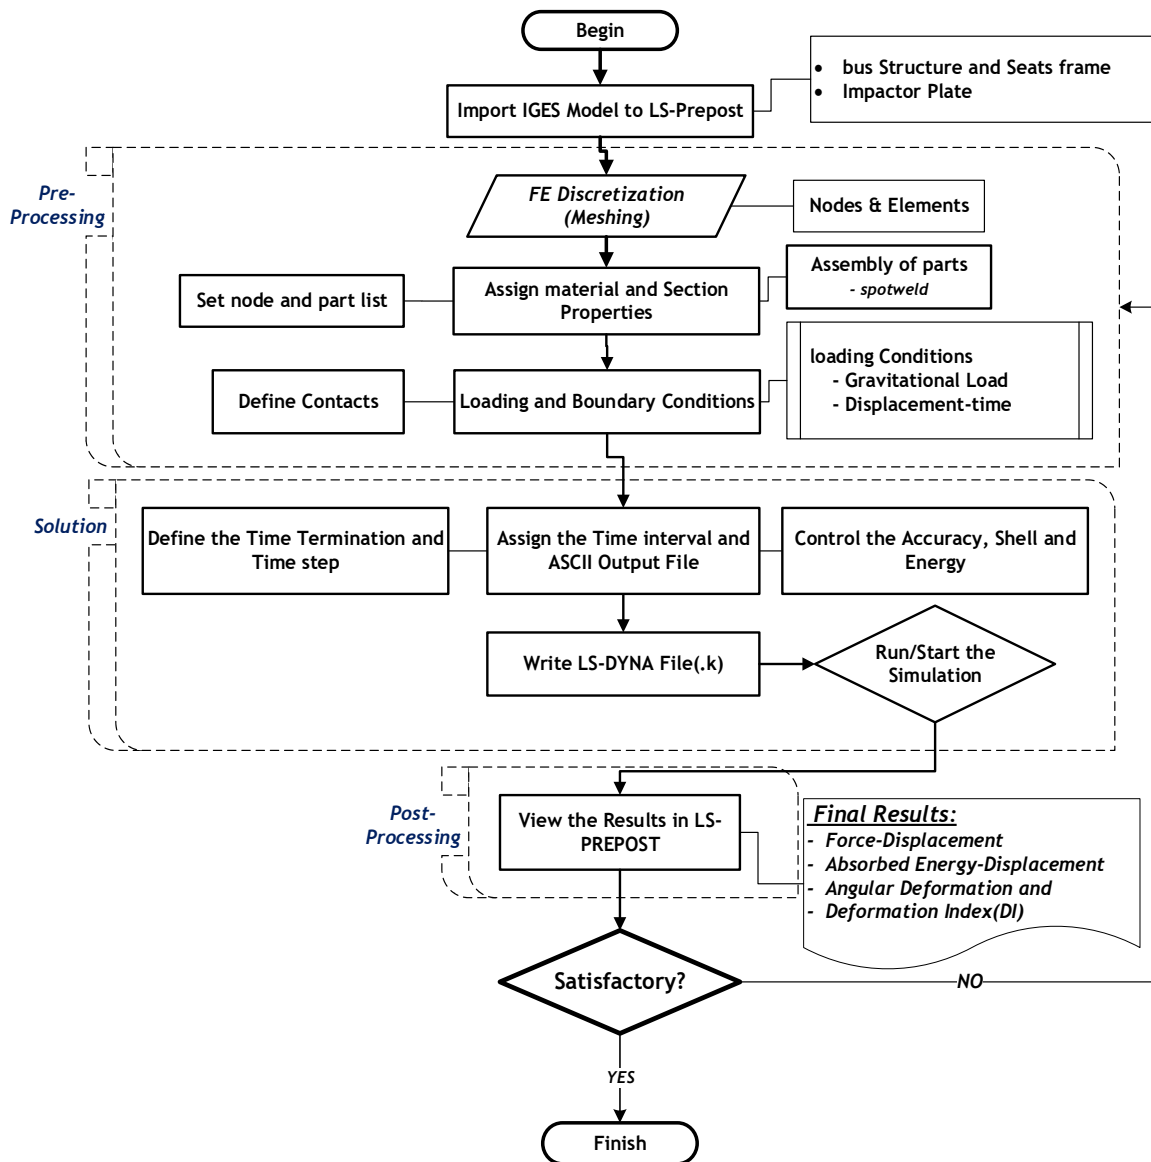 Begin
Import IGES Model to LS-Prepost
• bus Structure and Seats frame
• Impactor Plate
Pre-
Processing
FE Discretization
(Meshing)
Nodes & Elements
Set node and part list
Assign material and Section
Properties
Assembly of parts
- spotweld
Define Contacts
Loading and Boundary Conditions
loading Conditions
- Gravitational Load
- Displacement-time
Solution
Define the Time Termination and
Time step
Assign the Time interval and
ASCII Output File
Control the Accuracy, Shell and
Energy
Write LS-DYNA File(.k)
Run/Start the
Simulation
Post-
Processing
View the Results in LS-
PREPOST
Final Results:
- Force-Displacement
- Absorbed Energy-Displacement
- Angular Deformation and
- Deformation Index(DI)
Satisfactory?
NO
YES
Finish